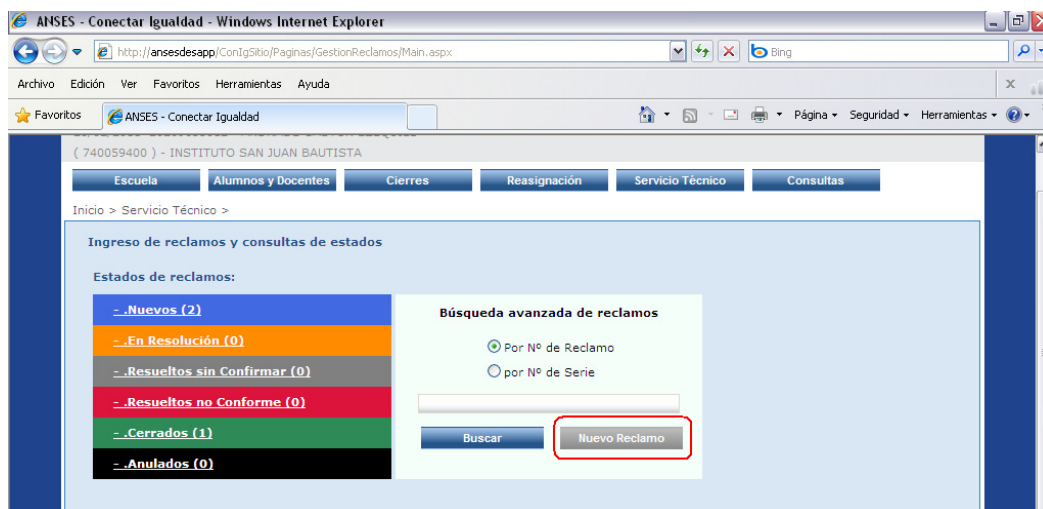 ANSES - Conectar Igualdad - Windows Internet Explorer
http://ansesdesapp/ConIgSitio/Paginas/GestionReclamos/Main.aspx
Bing
Archivo Edición Ver Favoritos Herramientas Ayuda
Favoritos ANSES - Conectar Igualdad Página Seguridad Herramientas
( 740059400 ) - INSTITUTO SAN JUAN BAUTISTA
Escuela Alumnos y Docentes Cierres Reasignación Servicio Técnico Consultas
Inicio > Servicio Técnico >
Ingreso de reclamos y consultas de estados
Estados de reclamos:
- .Nuevos (2)
- .En Resolución (0)
- .Resueltos sin Confirmar (0)
- .Resueltos no Conforme (0)
- .Cerrados (1)
- .Anulados (0)
Búsqueda avanzada de reclamos
Por Nº de Reclamo
por Nº de Serie
Buscar Nuevo Reclamo